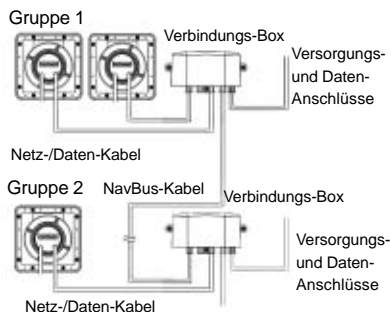 Gruppe 1
Verbindungs-Box
Versorgungs-
und Daten-
Anschlüsse
Netz-/Daten-Kabel
Gruppe 2
NavBus-Kabel
Verbindungs-Box
Versorgungs-
und Daten-
Anschlüsse
Netz-/Daten-Kabel